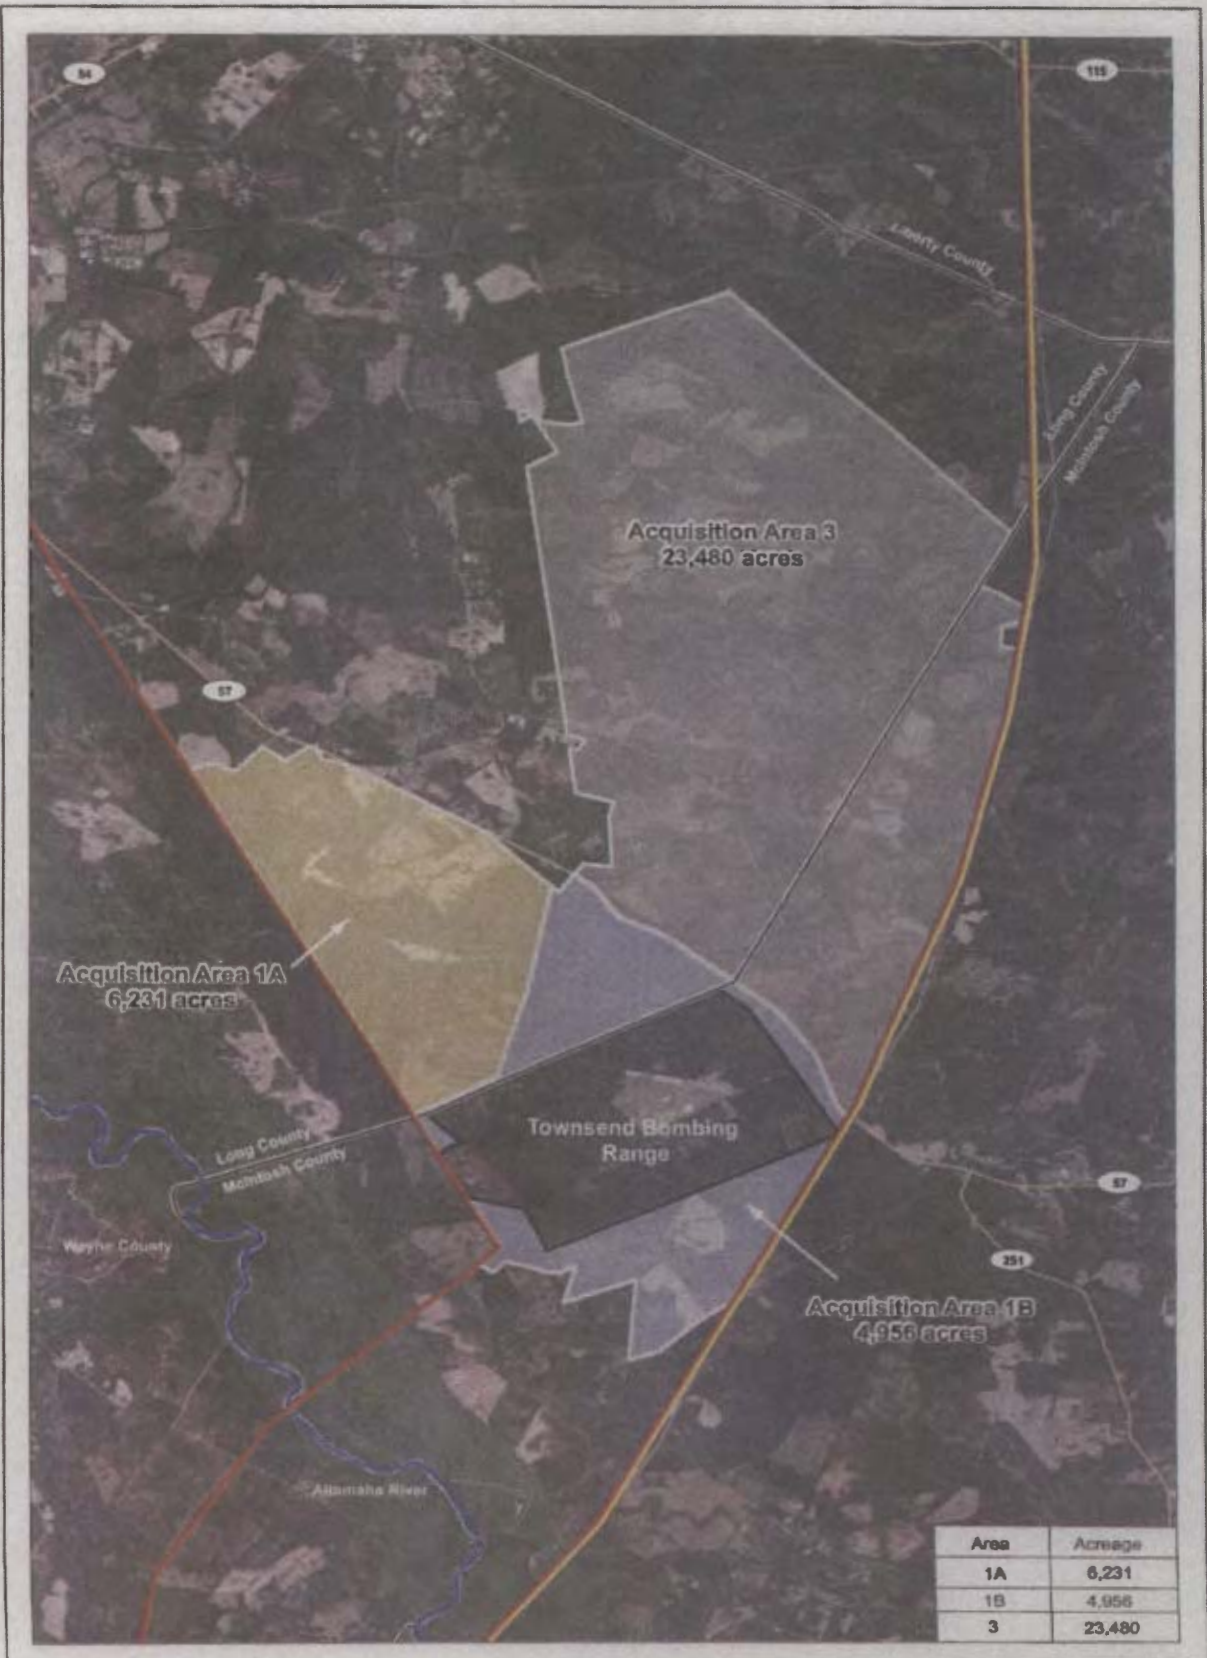 84
115
Liberty County
Long County
McIntosh County
Acquisition Area 3
23,480 acres
57
Acquisition Area 1A
6,231 acres
Townsend Bombing
Range
Long County
McIntosh County
57
Wayne County
251
Acquisition Area 1B
4,956 acres
Altamaha River
Area Acreage
1A 6,231
1B 4,956
3 23,480